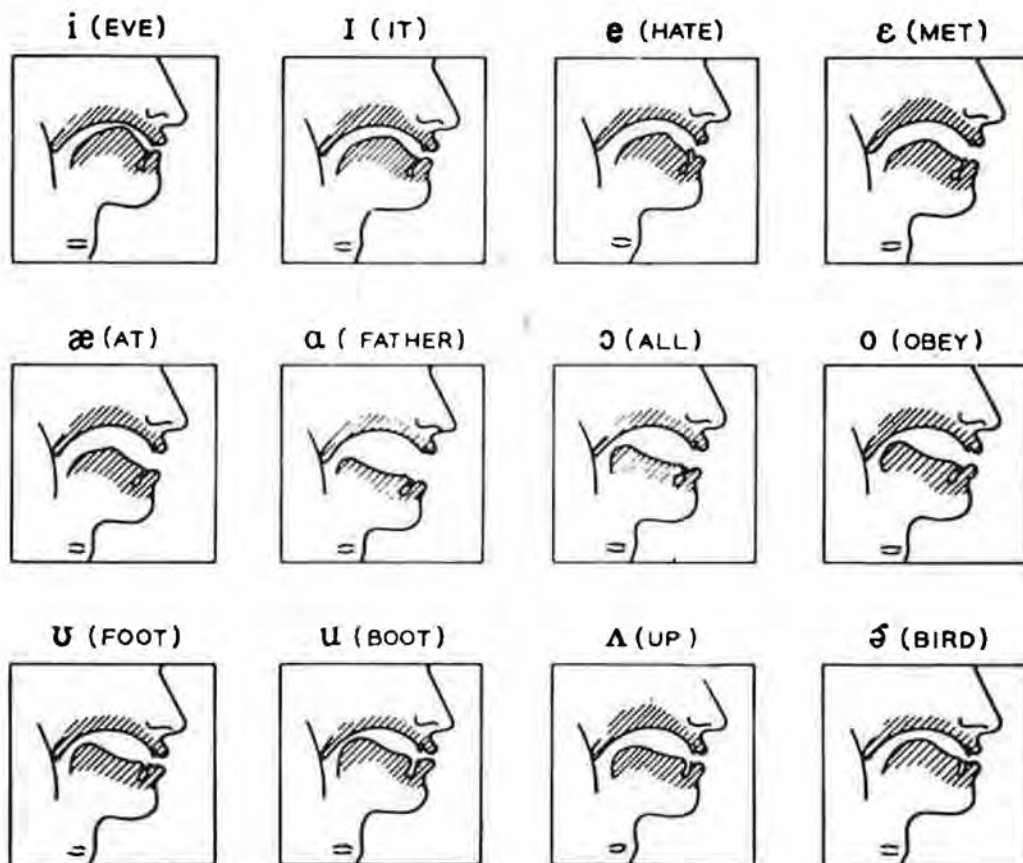 i (EVE) I (IT) e (HATE) ɛ (MET)
æ (AT) ɑ (FATHER) ɔ (ALL) o (OBEY)
ʊ (FOOT) u (BOOT) ʌ (UP) ɚ (BIRD)